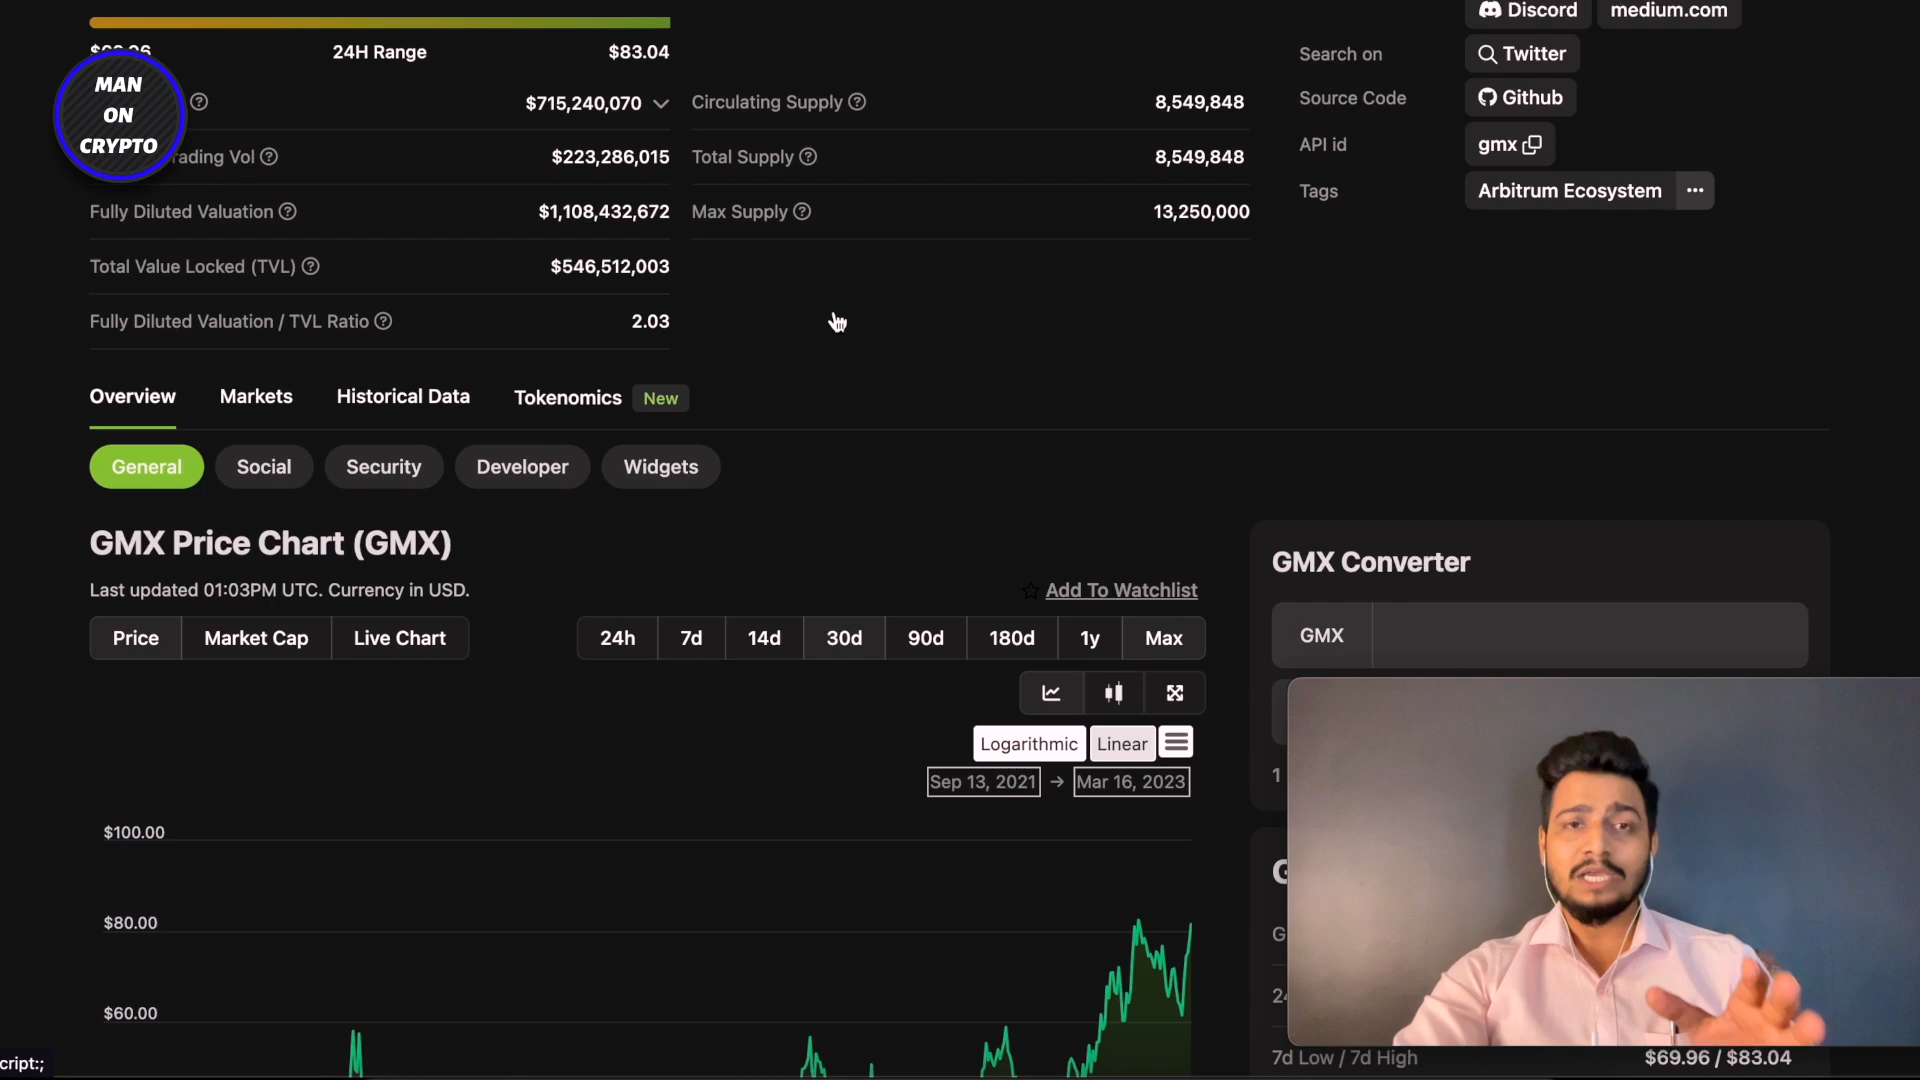 Discord medium.com
24H Range $83.04
Search on Twitter
MAN
ON
CRYPTO
$715,240,070 Circulating Supply 8,549,848
Source Code Github
rading Vol $223,286,015 Total Supply 8,549,848
API id gmx
Tags Arbitrum Ecosystem ...
Fully Diluted Valuation $1,108,432,672 Max Supply 13,250,000
Total Value Locked (TVL) $546,512,003
Fully Diluted Valuation / TVL Ratio 2.03
Overview Markets Historical Data Tokenomics New
General Social Security Developer Widgets
GMX Price Chart (GMX)
GMX Converter
Last updated 01:03PM UTC. Currency in USD.
Add To Watchlist
Price Market Cap Live Chart 24h 7d 14d 30d 90d 180d 1y Max
GMX
Logarithmic Linear
Sep 13, 2021 → Mar 16, 2023
1
$100.00
$80.00
$60.00
G
G
24
7d Low / 7d High $69.96 / $83.04
cript:;